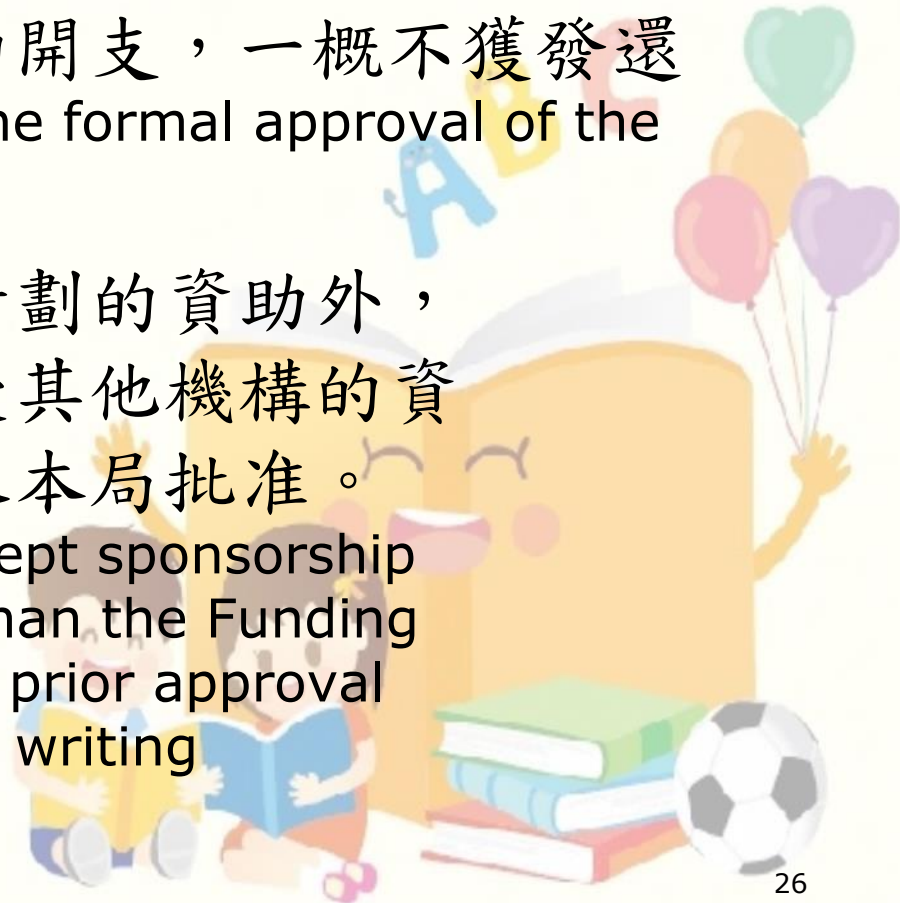 開支，一概不獲發還
he formal approval of the
劃的資助外，
其他機構的資
本局批准。
ept sponsorship
han the Funding
prior approval
writing
A B C
26